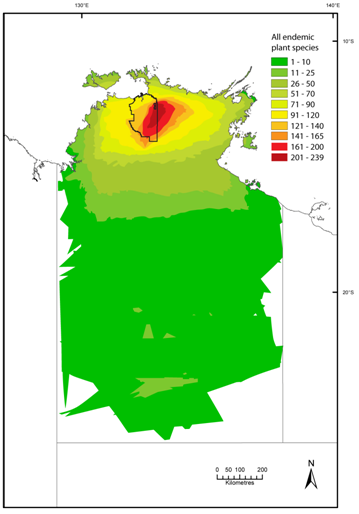 130°E
140°E
10°S
All endemic
plant species
1 - 10
11 - 25
26 - 50
51 - 70
71 - 90
91 - 120
121 - 140
141 - 165
161 - 200
201 - 239
20°S
N
0 50 100 200
Kilometres